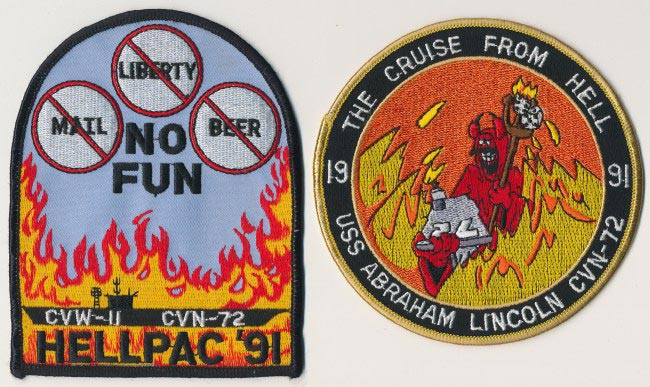 LIBERTY
MAIL
BEER
NO
FUN
CVW-11 CVN-72
HELLPAC '91
THE CRUISE FROM HELL
19 91
USS ABRAHAM LINCOLN CVN-72
72